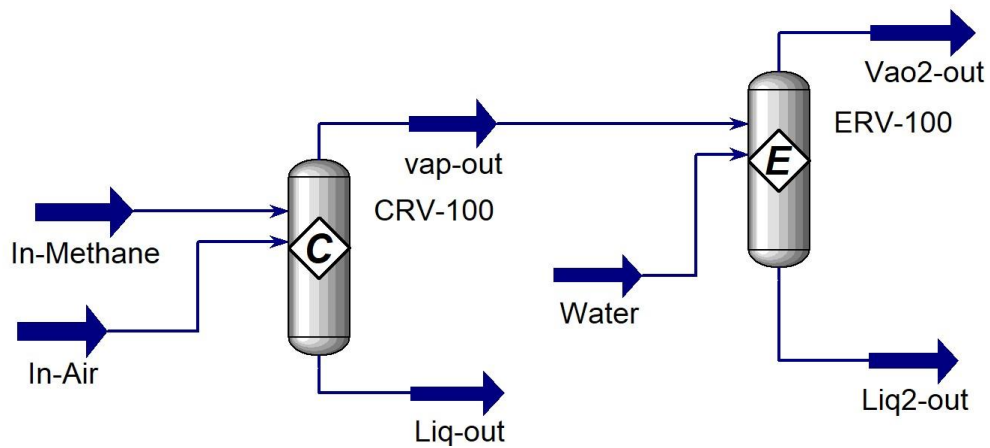 Vao2-out
ERV-100
E
vap-out
CRV-100
In-Methane
C
Water
In-Air
Liq-out
Liq2-out